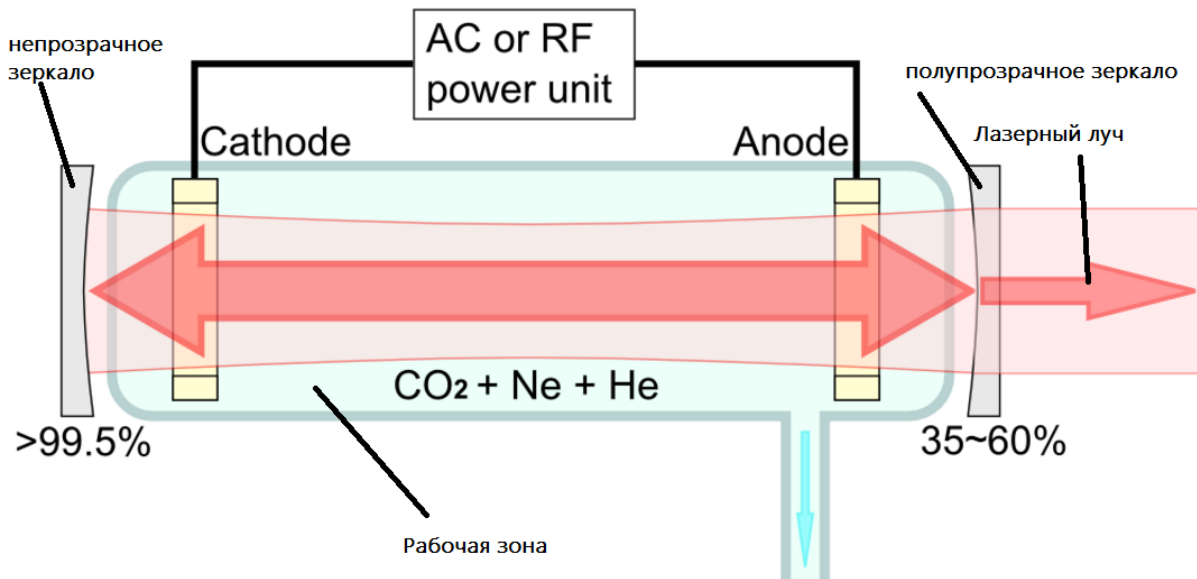 непрозрачное
зеркало
AC or RF
power unit
полупрозрачное зеркало
Лазерный луч
Cathode
Anode
CO₂ + Ne + He
>99.5%
35~60%
Рабочая зона